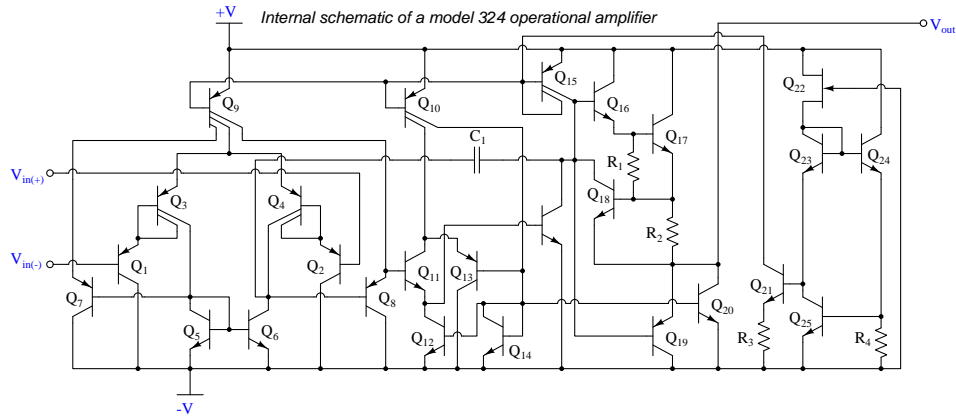 Internal schematic of a model 324 operational amplifier
+V
Vout
Q15
Q22
Q9
Q10
Q16
C1
Q17
R1
Q23
Q24
Vin(+)
Q3
Q4
Q18
R2
Vin(-)
Q1
Q2
Q11
Q13
Q7
Q8
Q21
Q20
Q5
Q6
Q12
Q14
Q19
R3
Q25
R4
-V